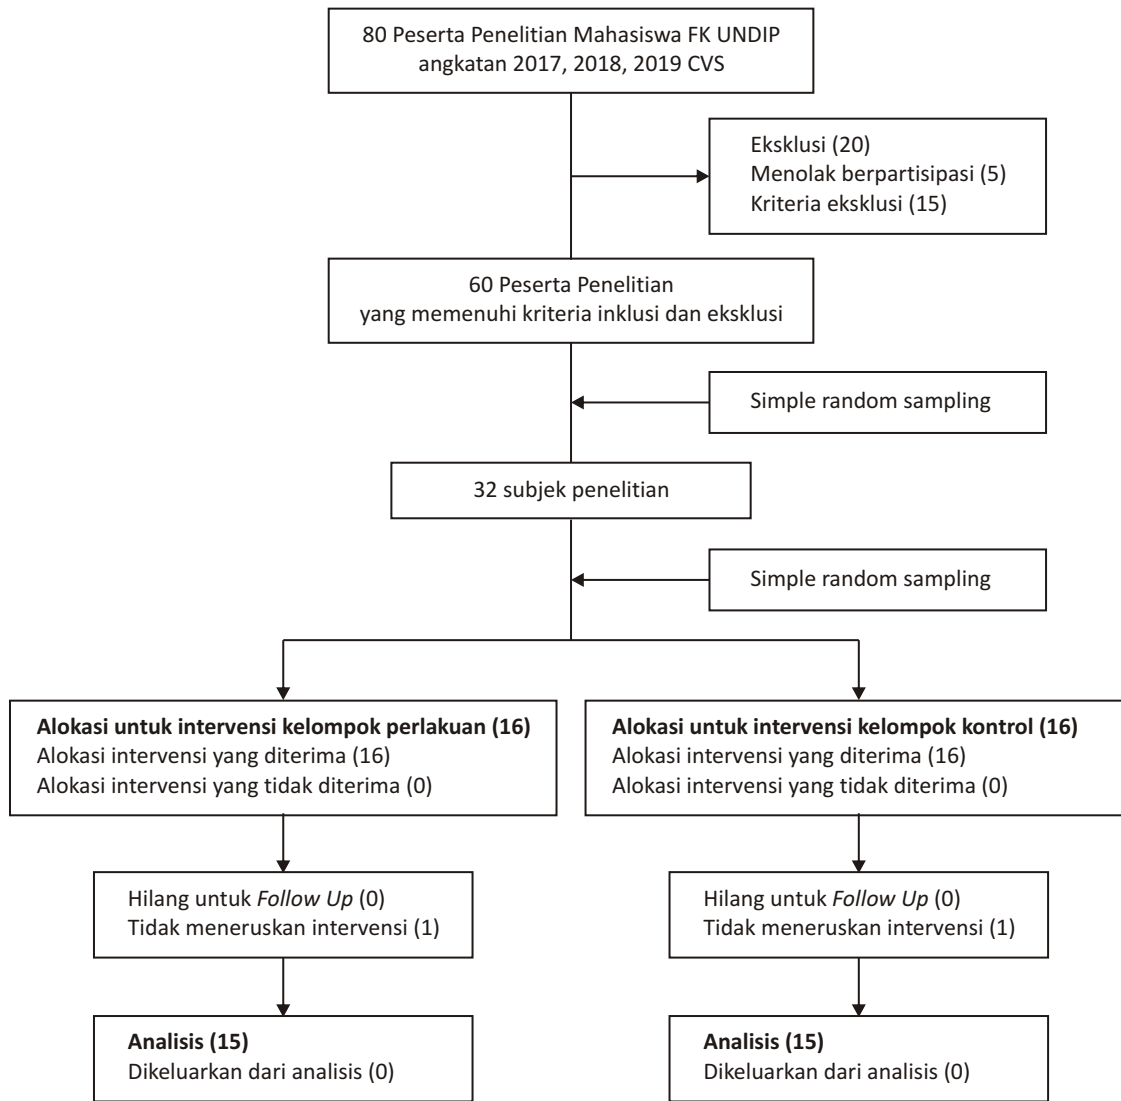 80 Peserta Penelitian Mahasiswa FK UNDIP
angkatan 2017, 2018, 2019 CVS
Eksklusi (20)
Menolak berpartisipasi (5)
Kriteria eksklusi (15)
60 Peserta Penelitian
yang memenuhi kriteria inklusi dan eksklusi
Simple random sampling
32 subjek penelitian
Simple random sampling
Alokasi untuk intervensi kelompok perlakuan (16)
Alokasi intervensi yang diterima (16)
Alokasi intervensi yang tidak diterima (0)
Alokasi untuk intervensi kelompok kontrol (16)
Alokasi intervensi yang diterima (16)
Alokasi intervensi yang tidak diterima (0)
Hilang untuk Follow Up (0)
Tidak meneruskan intervensi (1)
Hilang untuk Follow Up (0)
Tidak meneruskan intervensi (1)
Analisis (15)
Dikeluarkan dari analisis (0)
Analisis (15)
Dikeluarkan dari analisis (0)